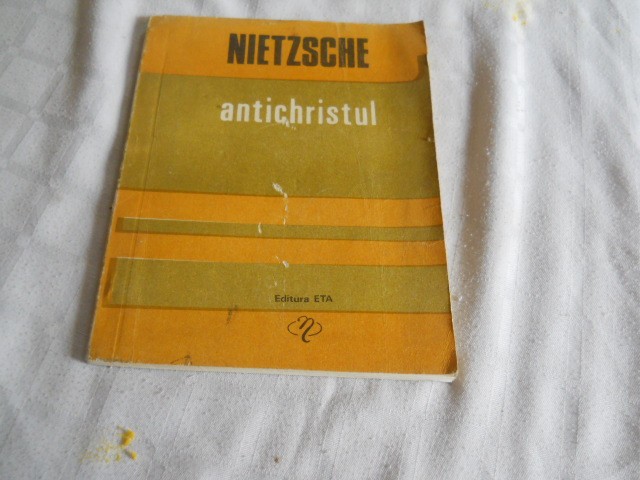 NIETZSCHE
antichristul
Editura ETA
η